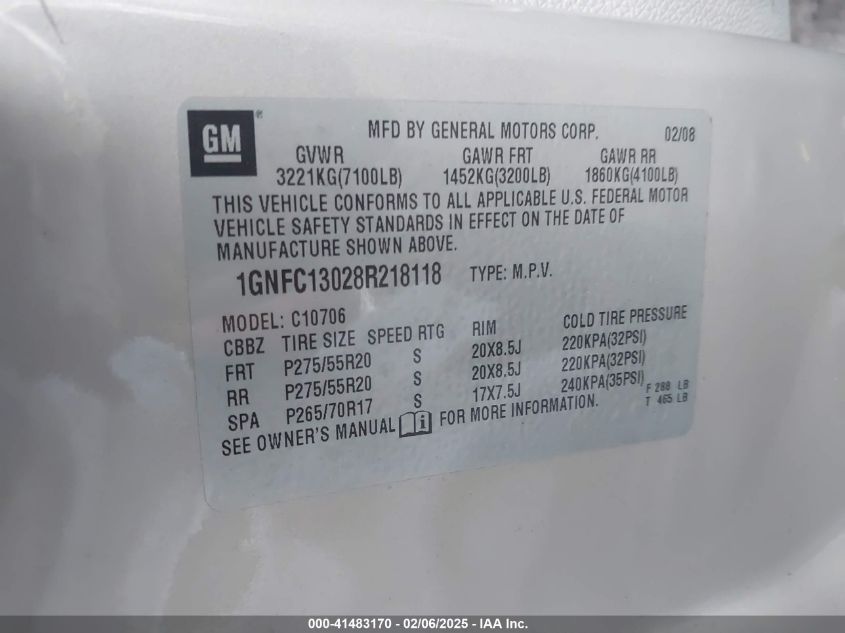 GM ®
MFD BY GENERAL MOTORS CORP. 02/08
GVWR GAWR FRT GAWR RR
3221KG(7100LB) 1452KG(3200LB) 1860KG(4100LB)
THIS VEHICLE CONFORMS TO ALL APPLICABLE U.S. FEDERAL MOTOR
VEHICLE SAFETY STANDARDS IN EFFECT ON THE DATE OF
MANUFACTURE SHOWN ABOVE.
1GNFC13028R218118 TYPE: M.P.V.
MODEL: C10706
CBBZ TIRE SIZE SPEED RTG RIM COLD TIRE PRESSURE
FRT P275/55R20 S 20X8.5J 220KPA(32PSI)
RR P275/55R20 S 20X8.5J 220KPA(32PSI)
SPA P265/70R17 S 17X7.5J 240KPA(35PSI) F 288 LB
T 465 LB
SEE OWNER'S MANUAL i FOR MORE INFORMATION.
000-41483170 - 02/06/2025 - IAA Inc.